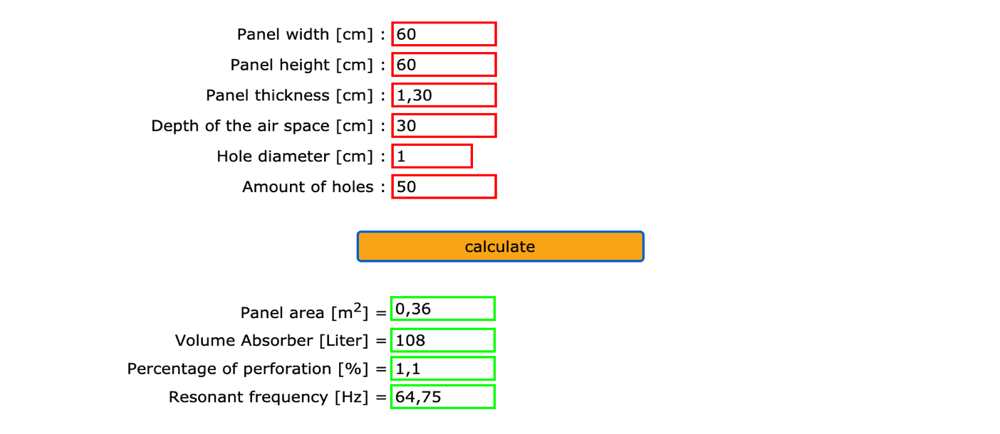 Panel width [cm] : 60
Panel height [cm] : 60
Panel thickness [cm] : 1,30
Depth of the air space [cm] : 30
Hole diameter [cm] : 1
Amount of holes : 50
calculate
Panel area [m²] = 0,36
Volume Absorber [Liter] = 108
Percentage of perforation [%] = 1,1
Resonant frequency [Hz] = 64,75